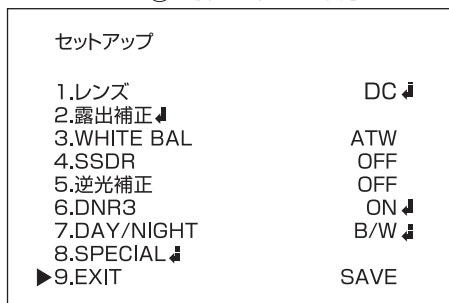 セットアップ
1.レンズ DC↲
2.露出補正↲
3.WHITE BAL ATW
4.SSDR OFF
5.逆光補正 OFF
6.DNR3 ON↲
7.DAY/NIGHT B/W↲
8.SPECIAL↲
▶9.EXIT SAVE